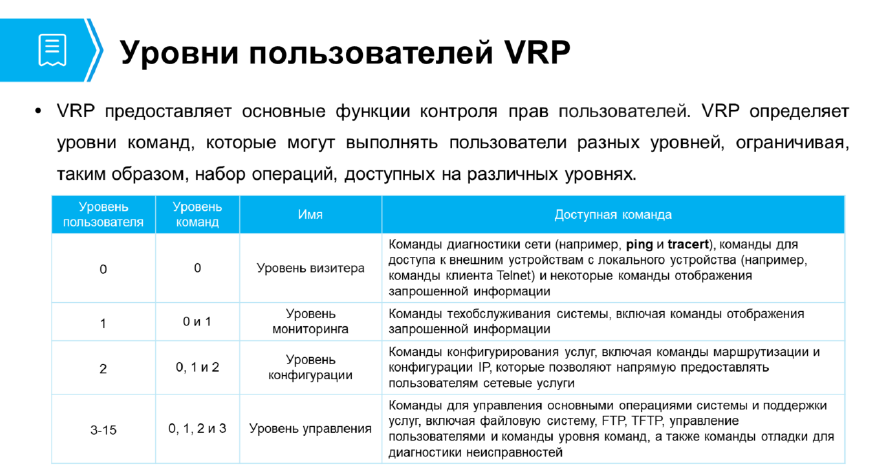 Уровни пользователей VRP
• VRP предоставляет основные функции контроля прав пользователей. VRP определяет
уровни команд, которые могут выполнять пользователи разных уровней, ограничивая,
таким образом, набор операций, доступных на различных уровнях.
Уровень пользователя
Уровень команд
Имя
Доступная команда
0
0
Уровень визитера
Команды диагностики сети (например, ping и tracert), команды для
доступа к внешним устройствам с локального устройства (например,
команды клиента Telnet) и некоторые команды отображения
запрошенной информации
1
0 и 1
Уровень
мониторинга
Команды техобслуживания системы, включая команды отображения
запрошенной информации
2
0, 1 и 2
Уровень
конфигурации
Команды конфигурирования услуг, включая команды маршрутизации и
конфигурации IP, которые позволяют напрямую предоставлять
пользователям сетевые услуги
3-15
0, 1, 2 и 3
Уровень управления
Команды для управления основными операциями системы и поддержки
услуг, включая файловую систему, FTP, TFTP, управление
пользователями и команды уровня команд, а также команды отладки для
диагностики неисправностей